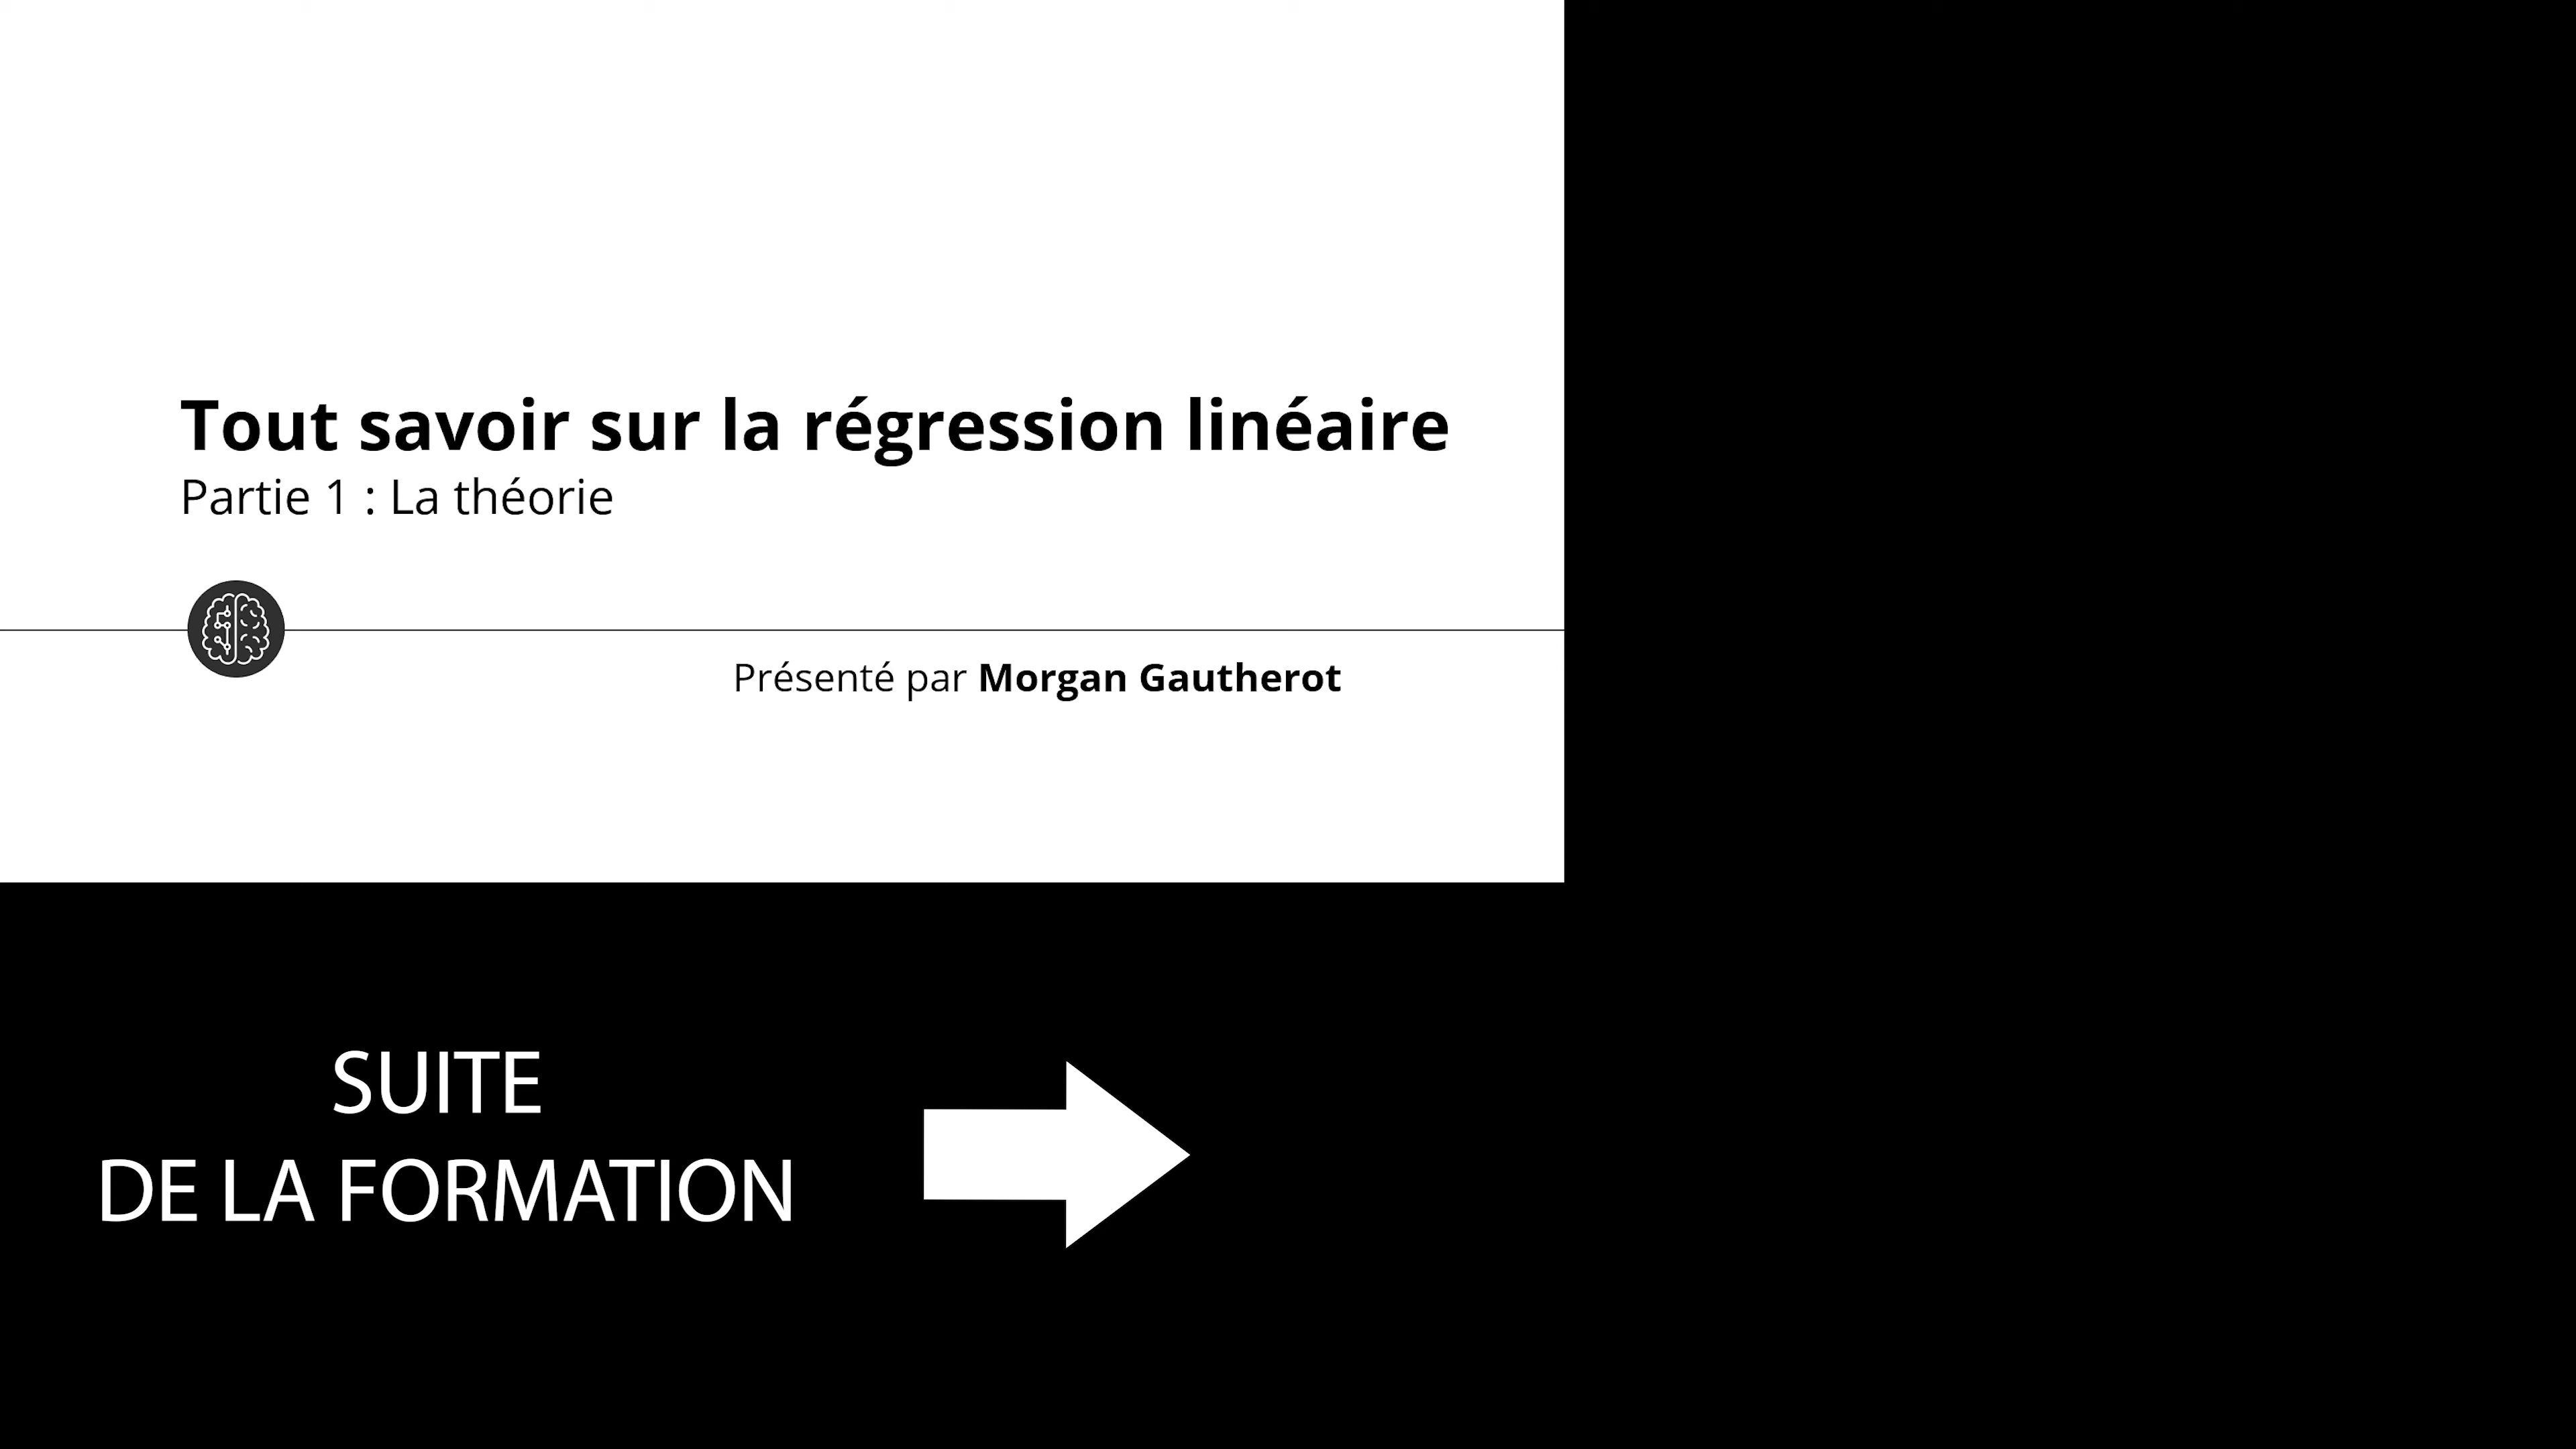 Tout savoir sur la régression linéaire
Partie 1 : La théorie
Présenté par Morgan Gautherot
SUITE
DE LA FORMATION